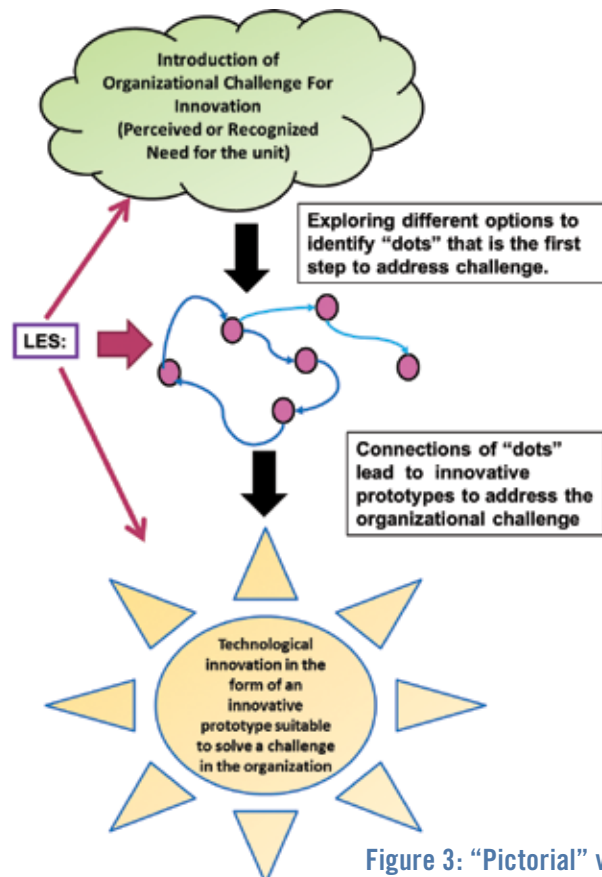 Introduction of
Organizational Challenge For
Innovation
(Perceived or Recognized
Need for the unit)
Exploring different options to
identify “dots” that is the first
step to address challenge.
LES:
Connections of “dots”
lead to innovative
prototypes to address the
organizational challenge
Technological
innovation in the
form of an
innovative
prototype suitable
to solve a challenge
in the organization
Figure 3: “Pictorial” v